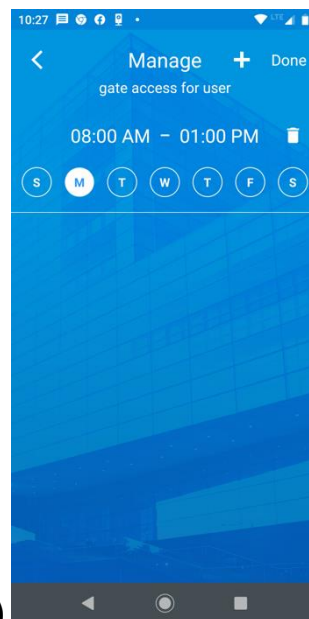 10:27 LTE
Manage + Done
gate access for user
08:00 AM – 01:00 PM
S M T W T F S
)